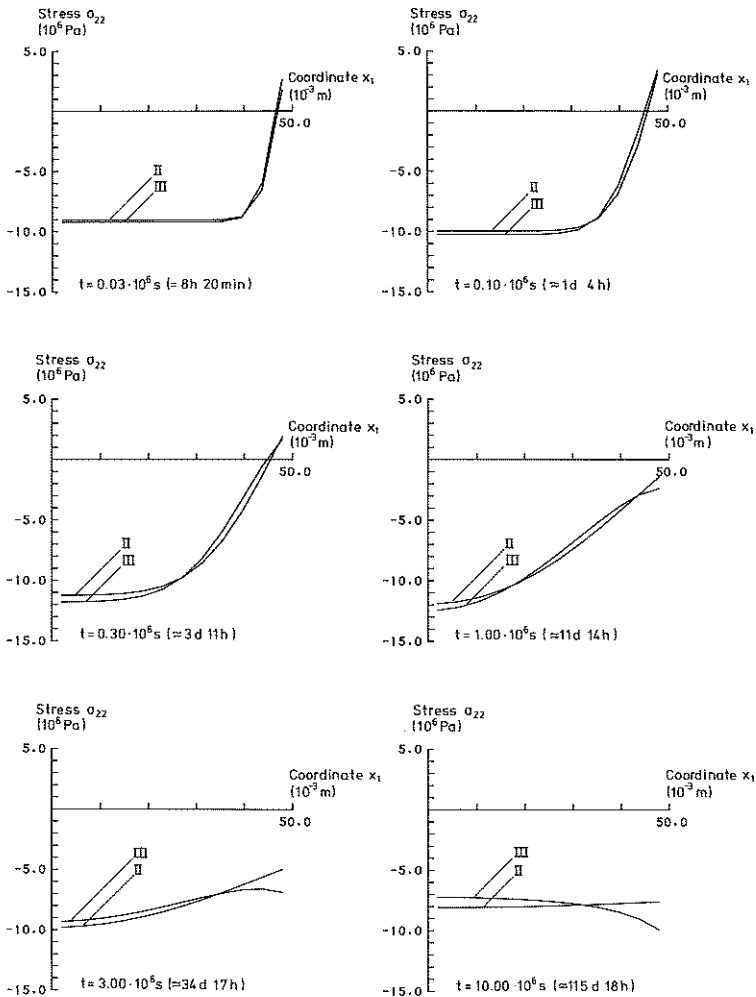 Stress σ₂₂
(10⁶ Pa)
5.0
-5.0
-10.0
-15.0
Coordinate x₁
(10⁻³ m)
50.0
II
III
t = 0.03·10⁶ s (= 8h 20min)
Stress σ₂₂
(10⁶ Pa)
5.0
-5.0
-10.0
-15.0
Coordinate x₁
(10⁻³ m)
50.0
II
III
t = 0.10·10⁶ s (≈1d 4h)
Stress σ₂₂
(10⁶ Pa)
5.0
-5.0
-10.0
-15.0
Coordinate x₁
(10⁻³ m)
50.0
II
III
t = 0.30·10⁶ s (≈3d 11h)
Stress σ₂₂
(10⁶ Pa)
5.0
-5.0
-10.0
-15.0
Coordinate x₁
(10⁻³ m)
50.0
II
III
t = 1.00·10⁶ s (≈11d 14h)
Stress σ₂₂
(10⁶ Pa)
5.0
-5.0
-10.0
-15.0
Coordinate x₁
(10⁻³ m)
50.0
III
II
t = 3.00·10⁶ s (≈34d 17h)
Stress σ₂₂
(10⁶ Pa)
5.0
-5.0
-10.0
-15.0
Coordinate x₁
(10⁻³ m)
50.0
III
II
t = 10.00·10⁶ s (≈115d 18h)